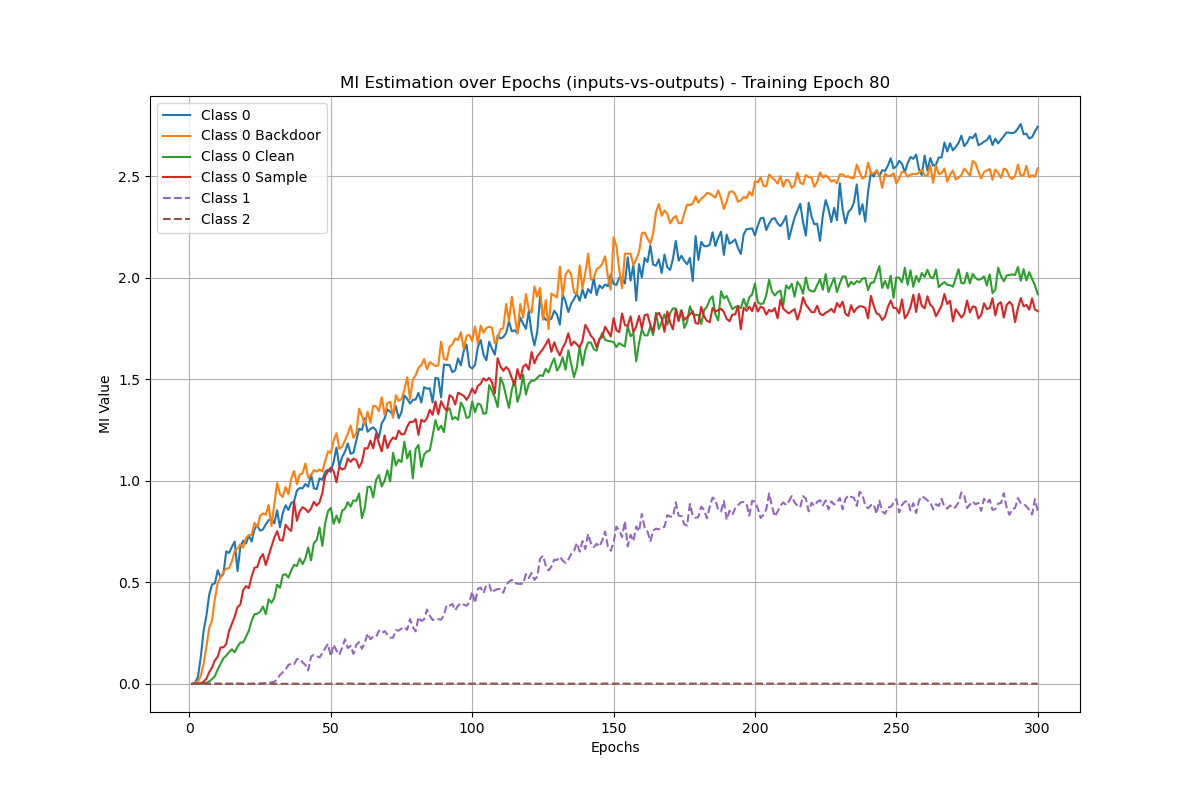 MI Estimation over Epochs (inputs-vs-outputs) - Training Epoch 80
Class 0
Class 0 Backdoor
Class 0 Clean
Class 0 Sample
Class 1
Class 2
MI Value
2.5
2.0
1.5
1.0
0.5
0.0
0 50 100 150 200 250 300
Epochs